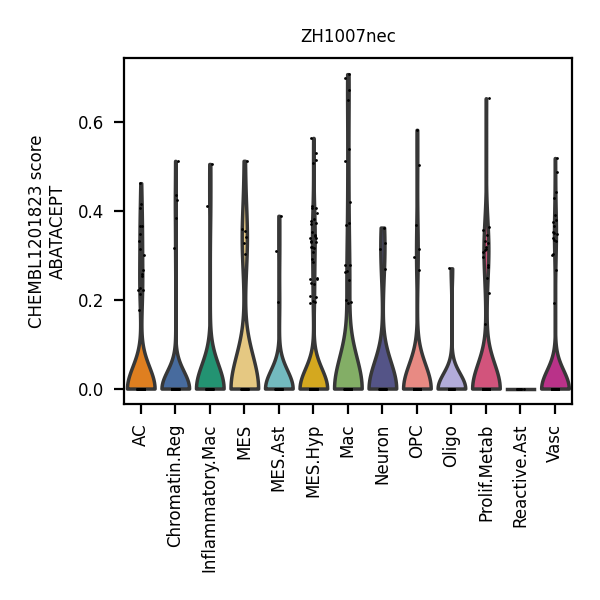 ZH1007nec
CHEMBL1201823 score
ABATACEPT
0.6
0.4
0.2
0.0
AC
Chromatin.Reg
Inflammatory.Mac
MES
MES.Ast
MES.Hyp
Mac
Neuron
OPC
Oligo
Prolif.Metab
Reactive.Ast
Vasc